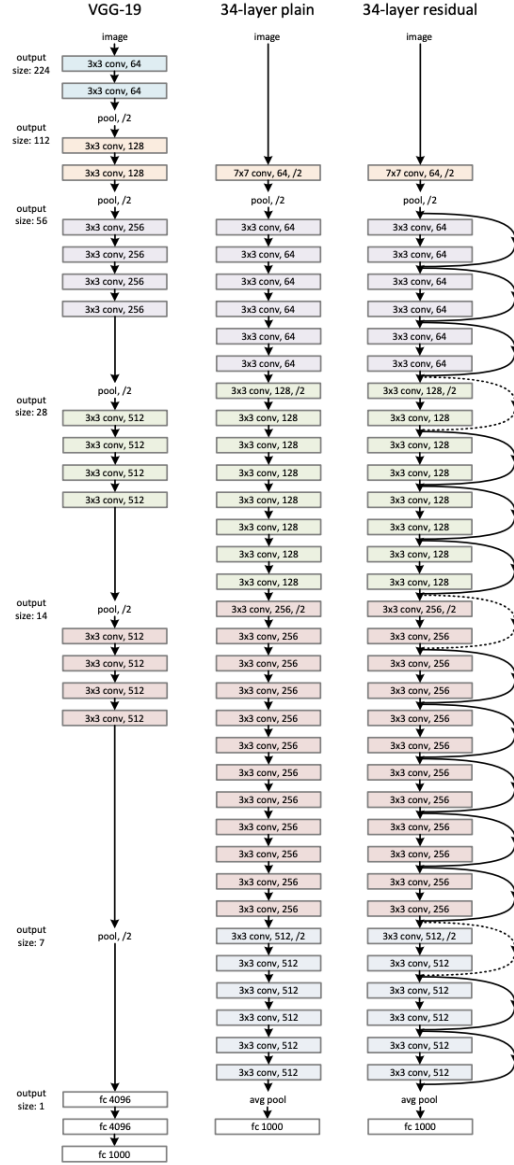 output
size: 224
output
size: 112
output
size: 56
output
size: 28
output
size: 14
output
size: 7
output
size: 1
VGG-19
image
3x3 conv, 64
3x3 conv, 64
pool, /2
3x3 conv, 128
3x3 conv, 128
pool, /2
3x3 conv, 256
3x3 conv, 256
3x3 conv, 256
3x3 conv, 256
pool, /2
3x3 conv, 512
3x3 conv, 512
3x3 conv, 512
3x3 conv, 512
pool, /2
3x3 conv, 512
3x3 conv, 512
3x3 conv, 512
3x3 conv, 512
pool, /2
fc 4096
fc 4096
fc 1000
34-layer plain
image
7x7 conv, 64, /2
pool, /2
3x3 conv, 64
3x3 conv, 64
3x3 conv, 64
3x3 conv, 64
3x3 conv, 64
3x3 conv, 64
3x3 conv, 128, /2
3x3 conv, 128
3x3 conv, 128
3x3 conv, 128
3x3 conv, 128
3x3 conv, 128
3x3 conv, 128
3x3 conv, 128
3x3 conv, 256, /2
3x3 conv, 256
3x3 conv, 256
3x3 conv, 256
3x3 conv, 256
3x3 conv, 256
3x3 conv, 256
3x3 conv, 256
3x3 conv, 256
3x3 conv, 256
3x3 conv, 256
3x3 conv, 256
3x3 conv, 512, /2
3x3 conv, 512
3x3 conv, 512
3x3 conv, 512
3x3 conv, 512
3x3 conv, 512
avg pool
fc 1000
34-layer residual
image
7x7 conv, 64, /2
pool, /2
3x3 conv, 64
3x3 conv, 64
3x3 conv, 64
3x3 conv, 64
3x3 conv, 64
3x3 conv, 64
3x3 conv, 128, /2
3x3 conv, 128
3x3 conv, 128
3x3 conv, 128
3x3 conv, 128
3x3 conv, 128
3x3 conv, 128
3x3 conv, 128
3x3 conv, 256, /2
3x3 conv, 256
3x3 conv, 256
3x3 conv, 256
3x3 conv, 256
3x3 conv, 256
3x3 conv, 256
3x3 conv, 256
3x3 conv, 256
3x3 conv, 256
3x3 conv, 256
3x3 conv, 256
3x3 conv, 512, /2
3x3 conv, 512
3x3 conv, 512
3x3 conv, 512
3x3 conv, 512
3x3 conv, 512
avg pool
fc 1000